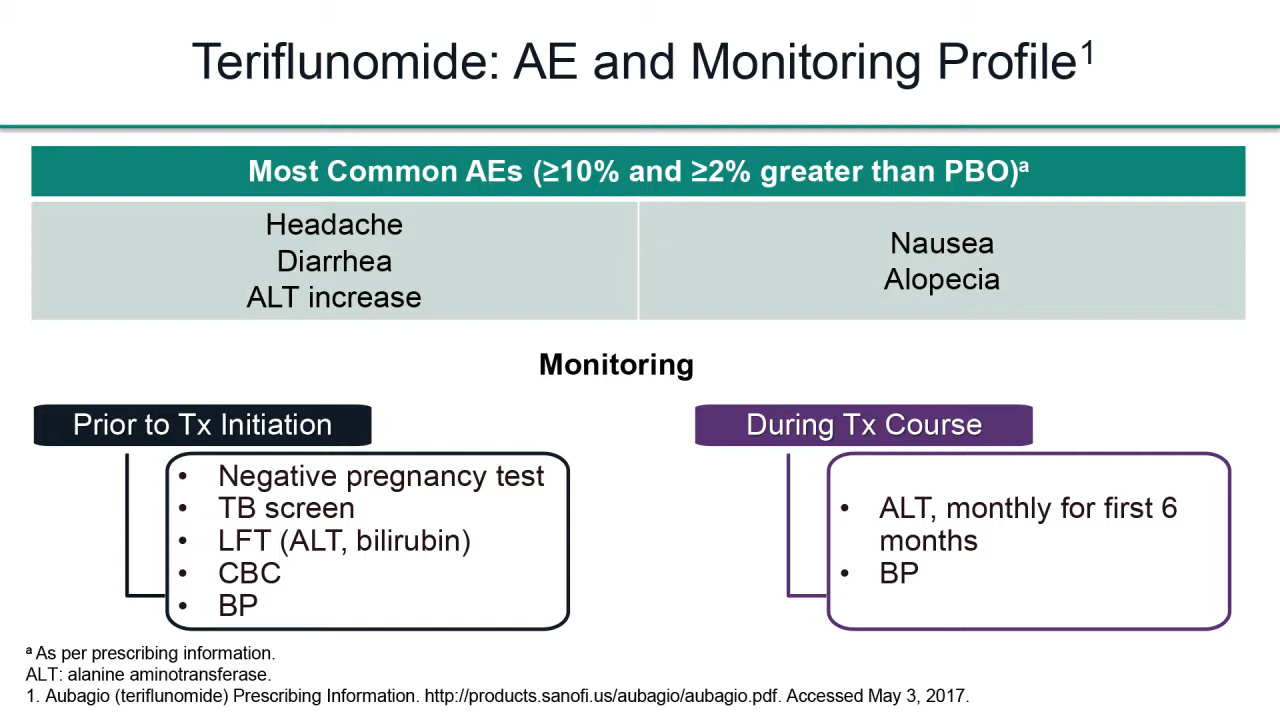 Teriflunomide: AE and Monitoring Profile¹
Most Common AEs (≥10% and ≥2% greater than PBO)ª
Headache
Diarrhea
ALT increase
Nausea
Alopecia
Monitoring
Prior to Tx Initiation
• Negative pregnancy test
• TB screen
• LFT (ALT, bilirubin)
• CBC
• BP
During Tx Course
• ALT, monthly for first 6
months
• BP
ª As per prescribing information.
ALT: alanine aminotransferase.
1. Aubagio (teriflunomide) Prescribing Information. http://products.sanofi.us/aubagio/aubagio.pdf. Accessed May 3, 2017.